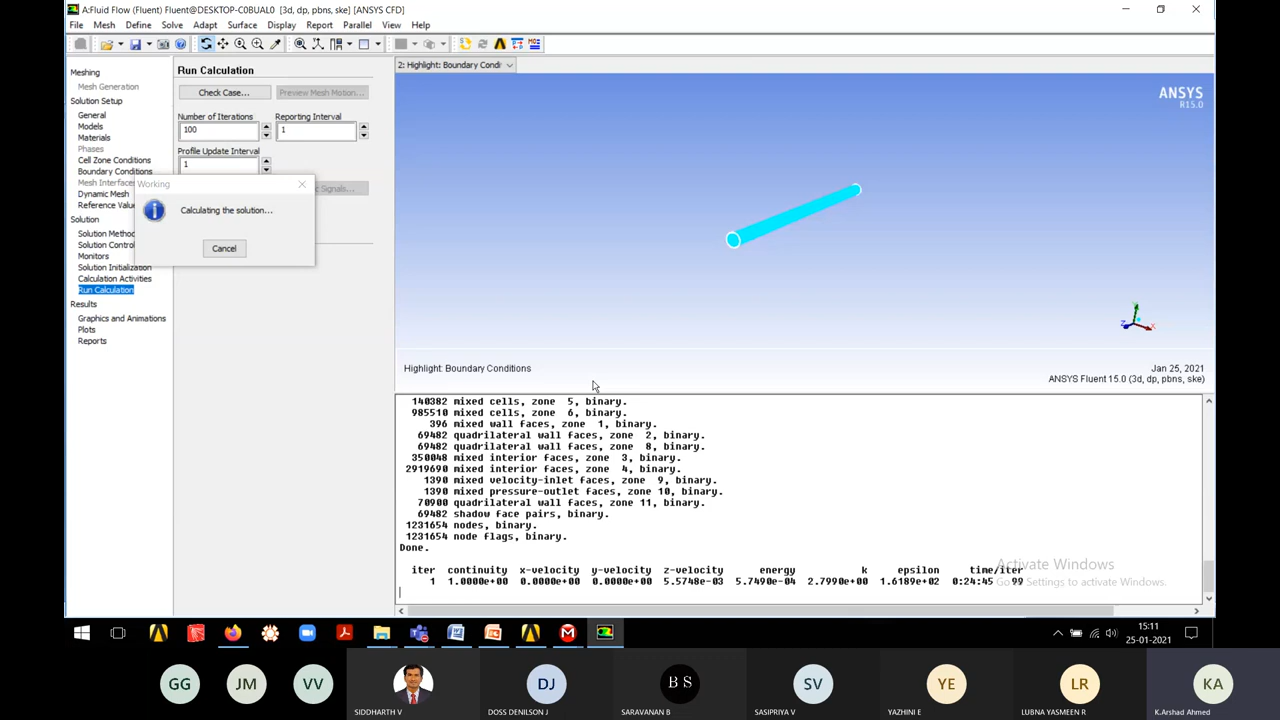 A:Fluid Flow (Fluent) Fluent@DESKTOP-C0BUAL0 [3d, dp, pbns, ske] [ANSYS CFD]
File Mesh Define Solve Adapt Surface Display Report Parallel View Help
Meshing
Mesh Generation
Solution Setup
General
Models
Materials
Phases
Cell Zone Conditions
Boundary Conditions
Mesh Interfaces
Dynamic Mesh
Reference Value
Solution
Solution Method
Solution Contro
Monitors
Solution Initialization
Calculation Activities
Run Calculation
Results
Graphics and Animations
Plots
Reports
Run Calculation
Check Case... Preview Mesh Motion...
Number of Iterations Reporting Interval
100 1
Profile Update Interval
1
Signals...
Working
Calculating the solution...
Cancel
2: Highlight: Boundary Condi
ANSYS
R15.0
Y
Z X
Highlight: Boundary Conditions
Jan 25, 2021
ANSYS Fluent 15.0 (3d, dp, pbns, ske)
140382 mixed cells, zone 5, binary.
985510 mixed cells, zone 6, binary.
396 mixed wall faces, zone 1, binary.
69482 quadrilateral wall faces, zone 2, binary.
69482 quadrilateral wall faces, zone 8, binary.
350048 mixed interior faces, zone 3, binary.
2919690 mixed interior faces, zone 4, binary.
1390 mixed velocity-inlet faces, zone 9, binary.
1390 mixed pressure-outlet faces, zone 10, binary.
70900 quadrilateral wall faces, zone 11, binary.
69482 shadow face pairs, binary.
1231654 nodes, binary.
1231654 node flags, binary.
Done.
iter continuity x-velocity y-velocity z-velocity energy k epsilon time/iter
1 1.0000e+00 0.0000e+00 0.0000e+00 5.5748e-03 5.7490e-04 2.7990e+00 1.6189e+02 0:24:45 99
Activate Windows
Go to Settings to activate Windows.
15:11
25-01-2021
GG JM VV DJ B S SV YE LR KA
SIDDHARTH V DOSS DENILSON J SARAVANAN B SASIPRIYA V YAZHINI E LUBNA YASMEEN R K.Arshad Ahmed